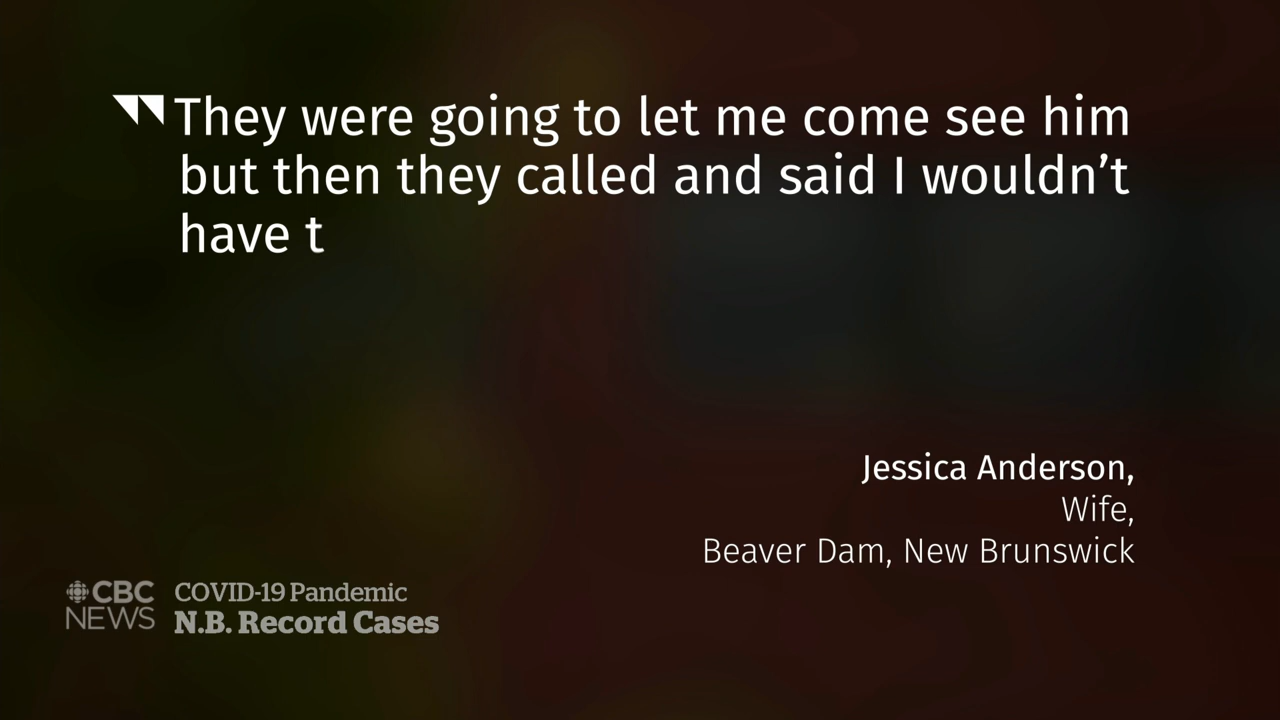 They were going to let me come see him
but then they called and said I wouldn’t
have t
Jessica Anderson,
Wife,
Beaver Dam, New Brunswick
CBC
NEWS
COVID-19 Pandemic
N.B. Record Cases